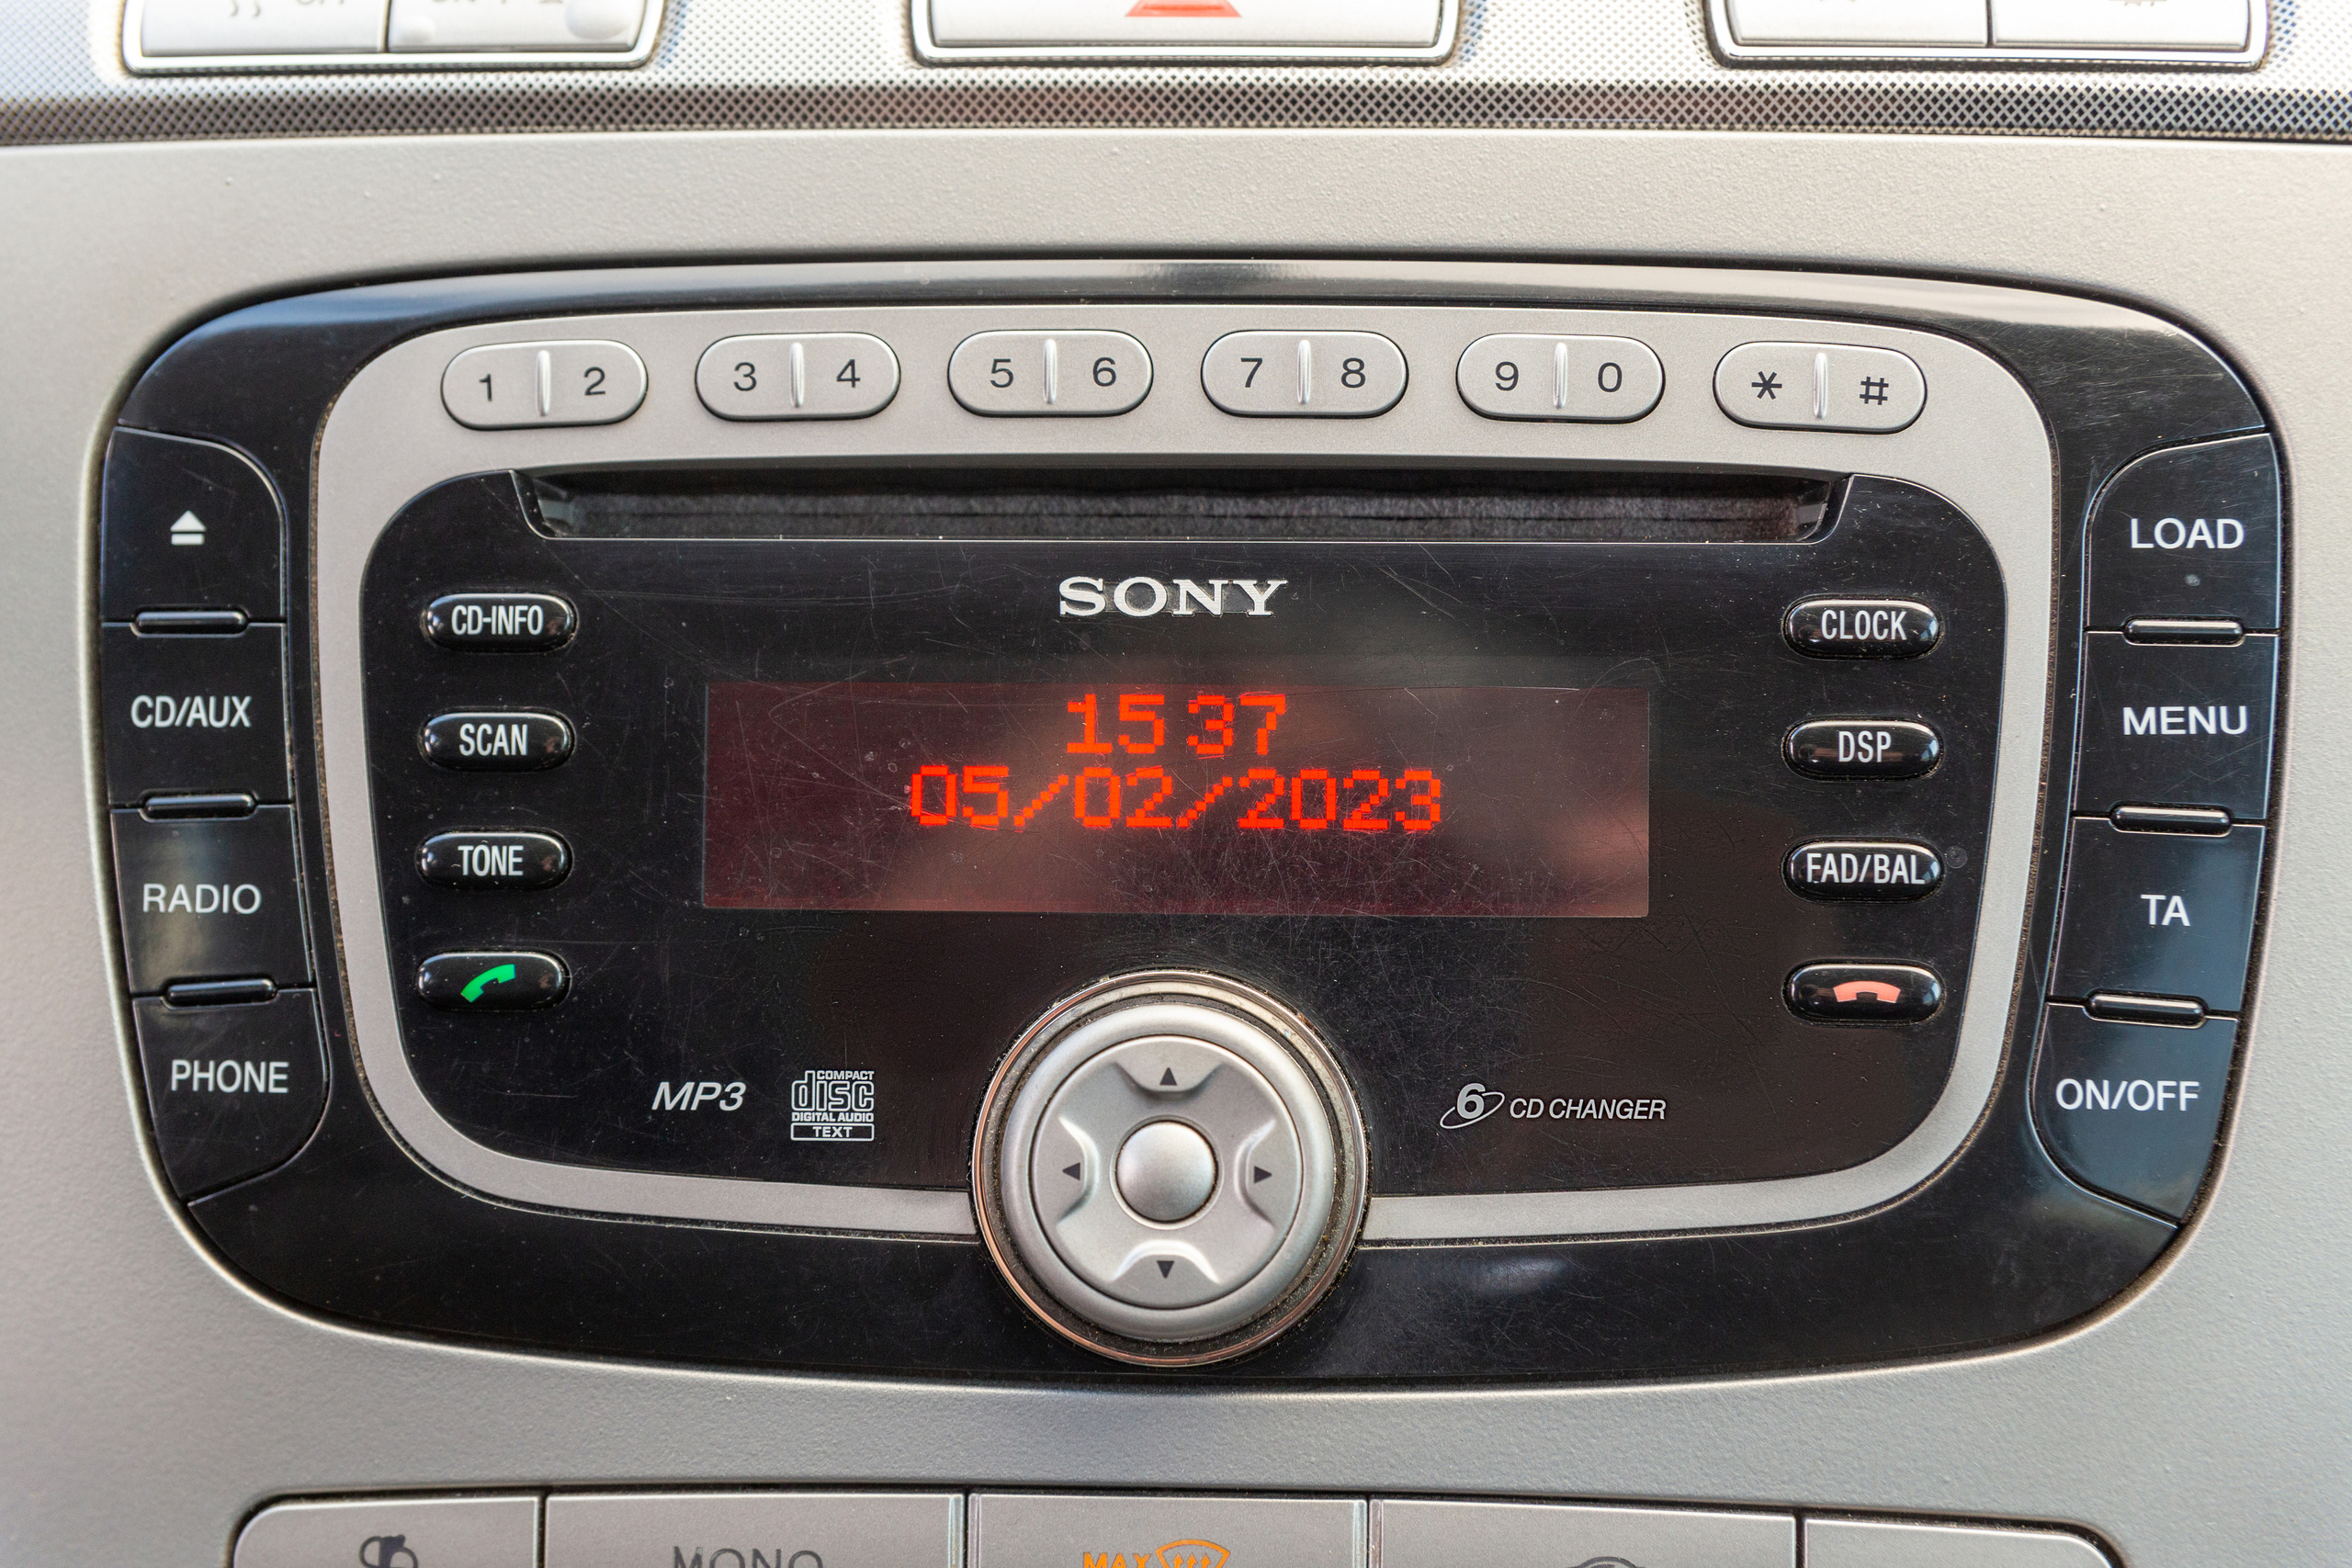 1 2 3 4 5 6 7 8 9 0 * #
SONY
CD-INFO
SCAN
TONE
CLOCK
DSP
FAD/BAL
CD/AUX
RADIO
PHONE
LOAD
MENU
TA
ON/OFF
15 37
05/02/2023
MP3
COMPACT
disc
DIGITAL AUDIO
TEXT
6 CD CHANGER
MONO
MAX